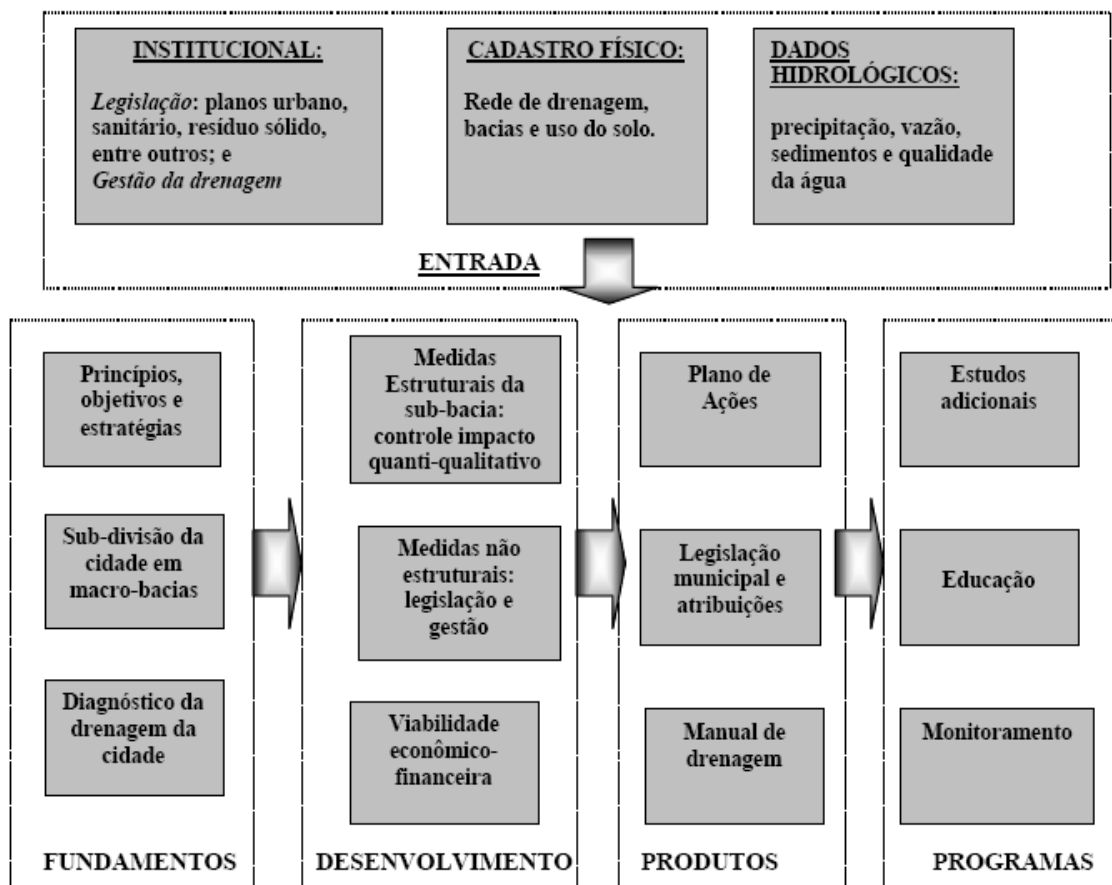 INSTITUCIONAL:
Legislação: planos urbano,
sanitário, resíduo sólido,
entre outros; e
Gestão da drenagem
CADASTRO FÍSICO:
Rede de drenagem,
bacias e uso do solo.
DADOS
HIDROLÓGICOS:
precipitação, vazão,
sedimentos e qualidade
da água
ENTRADA
Princípios,
objetivos e
estratégias
Sub-divisão da
cidade em
macro-bacias
Diagnóstico da
drenagem da
cidade
FUNDAMENTOS
Medidas
Estruturais da
sub-bacia:
controle impacto
quanti-qualitativo
Medidas não
estruturais:
legislação e
gestão
Viabilidade
econômico-
financeira
DESENVOLVIMENTO
Plano de
Ações
Legislação
municipal e
atribuições
Manual de
drenagem
PRODUTOS
Estudos
adicionais
Educação
Monitoramento
PROGRAMAS